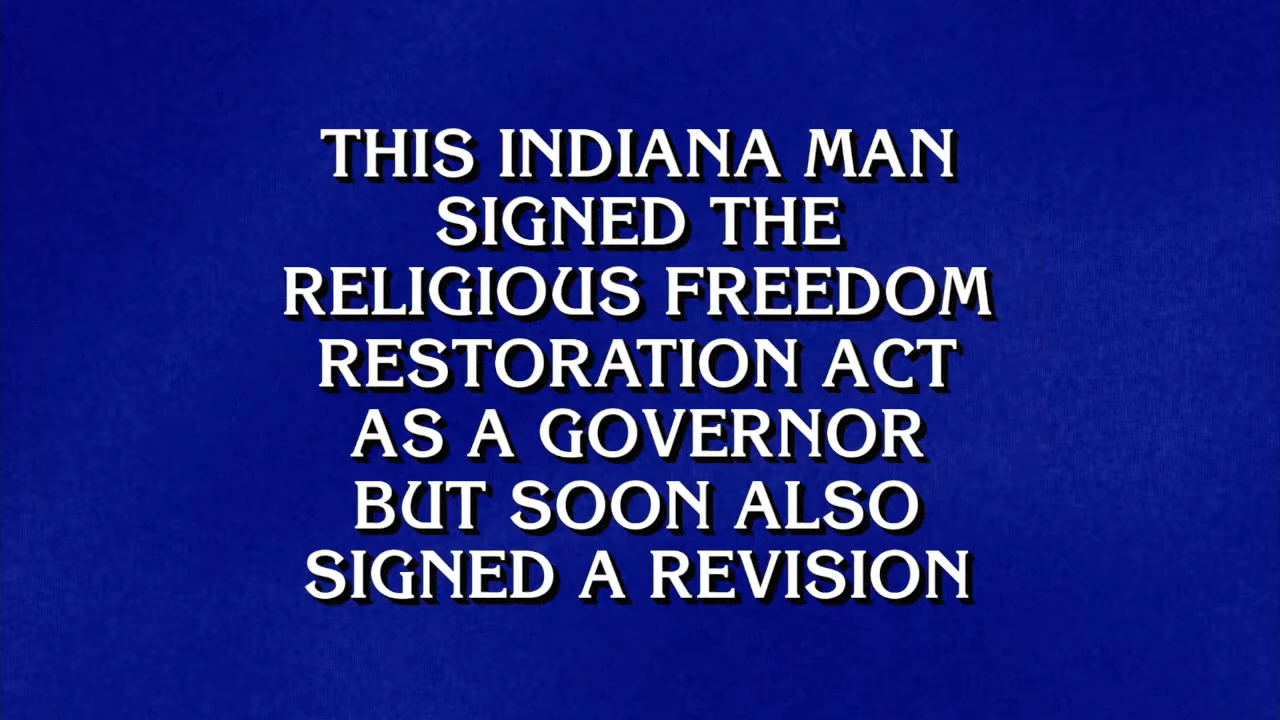 THIS INDIANA MAN
SIGNED THE
RELIGIOUS FREEDOM
RESTORATION ACT
AS A GOVERNOR
BUT SOON ALSO
SIGNED A REVISION